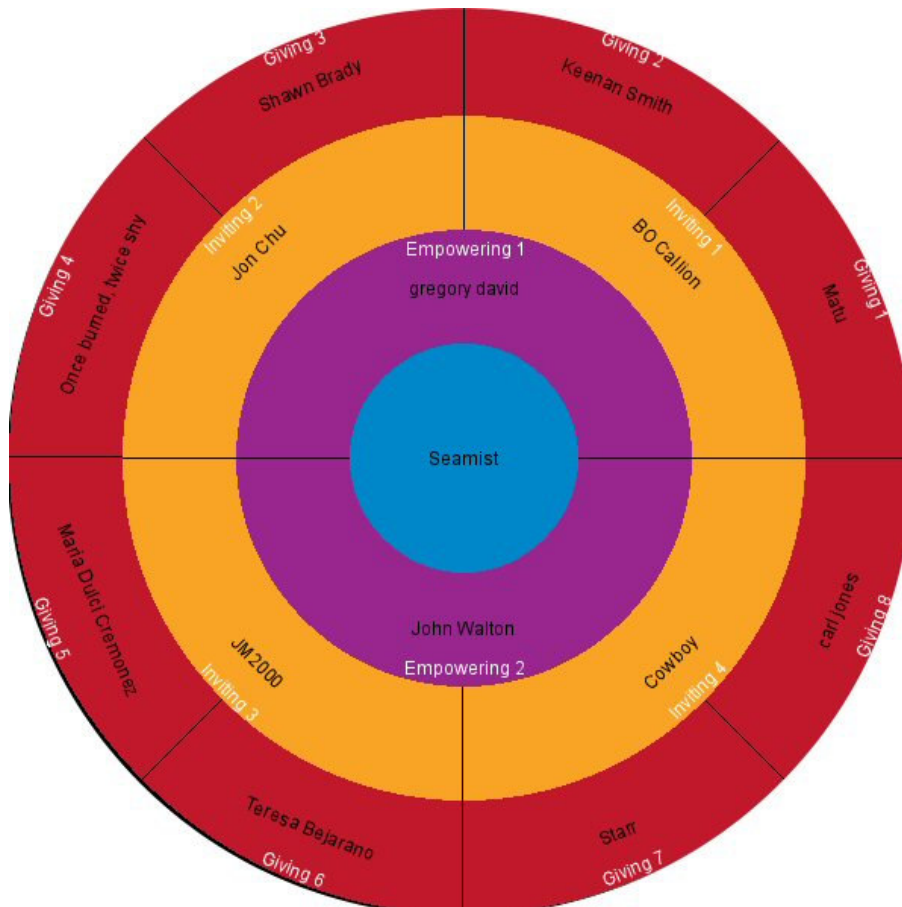 Giving 3
Shawn Brady
Giving 2
Keenan Smith
Giving 4
Once burned, twice shy
Inviting 2
Jon Chu
Inviting 1
BO Callion
Giving 1
Matu
Empowering 1
gregory david
Seamist
John Walton
Empowering 2
Maria Dulci Cremonez
Giving 5
JM2000
Inviting 3
Cowboy
Inviting 4
carl jones
Giving 8
Teresa Bejarano
Giving 6
Starr
Giving 7